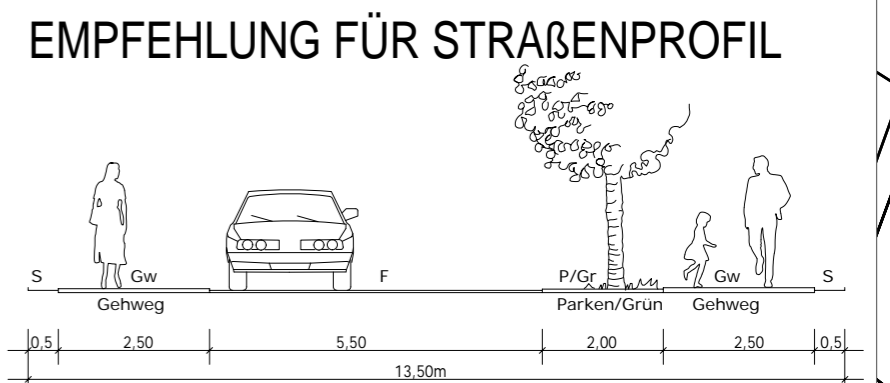 EMPFEHLUNG FÜR STRAßENPROFIL
S Gw F P/Gr Gw S
Gehweg Parken/Grün Gehweg
0,5 2,50 5,50 2,00 2,50 0,5
13,50m